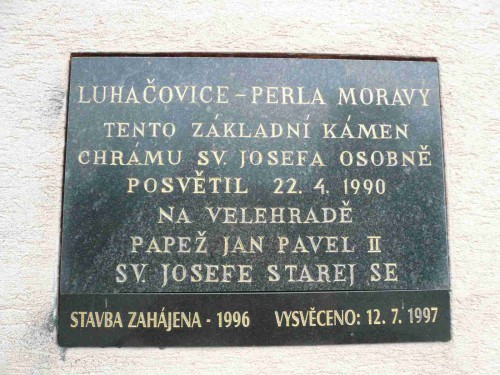 LUHAČOVICE – PERLA MORAVY
TENTO ZÁKLADNÍ KÁMEN
CHRÁMU SV. JOSEFA OSOBNĚ
POSVĚTIL 22. 4. 1990
NA VELEHRADĚ
PAPEŽ JAN PAVEL II
SV. JOSEFE STAREJ SE
STAVBA ZAHÁJENA - 1996 VYSVĚCENO: 12. 7. 1997